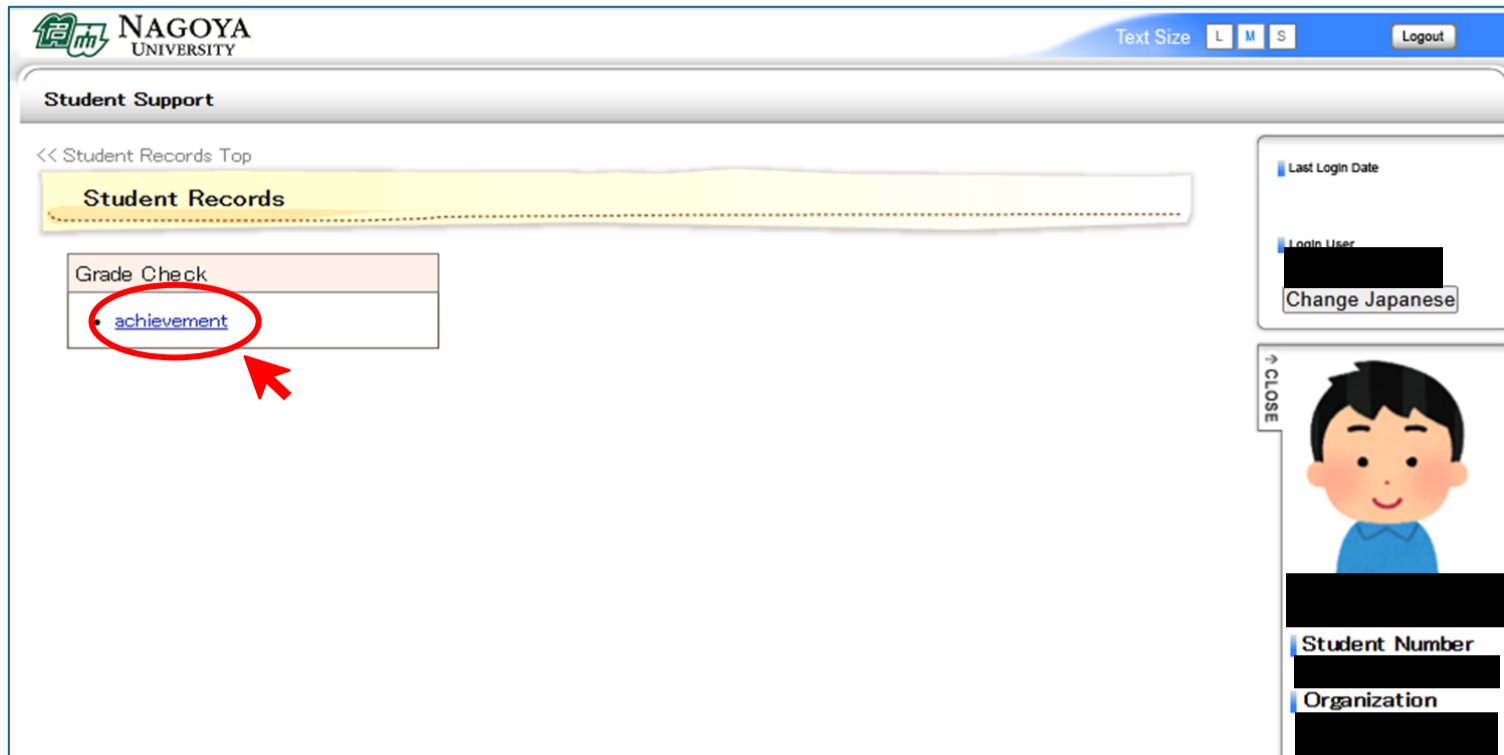 NAGOYA
UNIVERSITY
Text Size L M S Logout
Student Support
<< Student Records Top
Student Records
Grade Check
• achievement
Last Login Date
Login User
Change Japanese
↑ CLOSE
Student Number
Organization